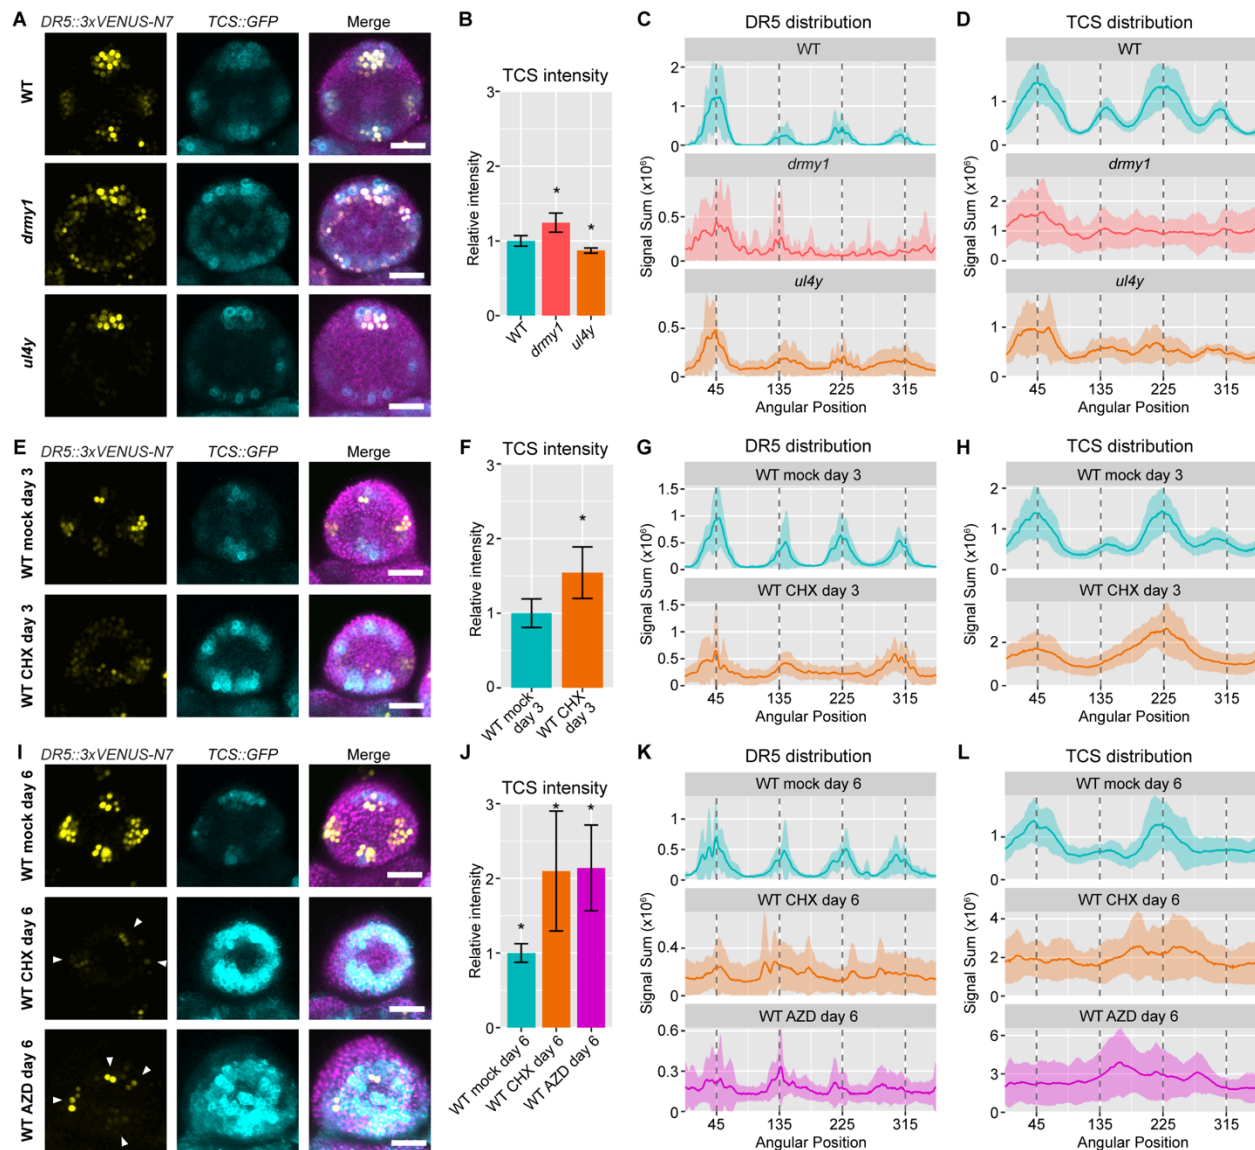 A
DR5::3xVENUS-N7
TCS::GFP
Merge
WT
drmy1
ul4y
B
TCS intensity
Relative intensity
3
2
1
0
*
*
WT
drmy1
ul4y
C
DR5 distribution
WT
2
1
0
drmy1
0.5
0
ul4y
0.5
0
Signal Sum (x10⁶)
45
135
225
315
Angular Position
D
TCS distribution
WT
1
0
drmy1
2
1
0
ul4y
1
0
Signal Sum (x10⁶)
45
135
225
315
Angular Position
E
DR5::3xVENUS-N7
TCS::GFP
Merge
WT mock day 3
WT CHX day 3
F
TCS intensity
Relative intensity
3
2
1
0
*
WT mock
day 3
WT CHX
day 3
G
DR5 distribution
WT mock day 3
1.5
1
0.5
0
WT CHX day 3
1.5
1
0.5
0
Signal Sum (x10⁶)
45
135
225
315
Angular Position
H
TCS distribution
WT mock day 3
2
1
0
WT CHX day 3
2
0
Signal Sum (x10⁶)
45
135
225
315
Angular Position
I
DR5::3xVENUS-N7
TCS::GFP
Merge
WT mock day 6
WT CHX day 6
WT AZD day 6
J
TCS intensity
Relative intensity
3
2
1
0
*
*
*
WT mock day 6
WT CHX day 6
WT AZD day 6
K
DR5 distribution
WT mock day 6
1
0.5
0
WT CHX day 6
0.4
0
WT AZD day 6
0.6
0.3
0
Signal Sum (x10⁶)
45
135
225
315
Angular Position
L
TCS distribution
WT mock day 6
1
0
WT CHX day 6
4
2
0
WT AZD day 6
6
3
0
Signal Sum (x10⁶)
45
135
225
315
Angular Position